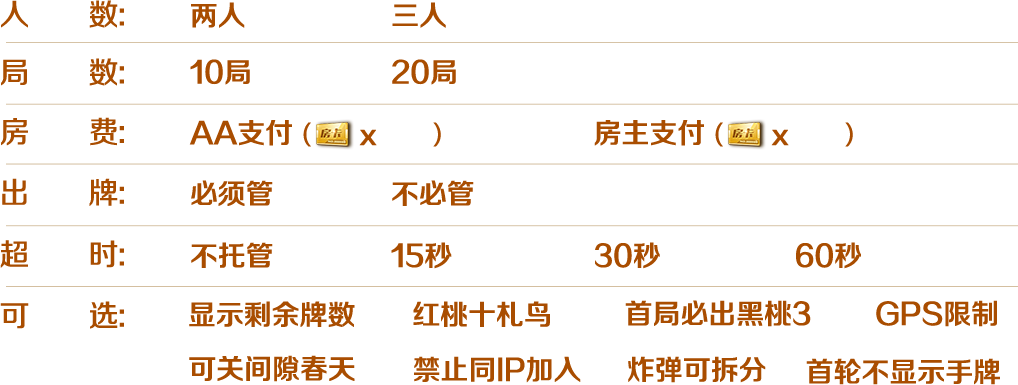 人数: 两人 三人
局数: 10局 20局
房费: AA支付 (房卡 x ) 房主支付 (房卡 x )
出牌: 必须管 不必管
超时: 不托管 15秒 30秒 60秒
可选: 显示剩余牌数 红桃十札鸟 首局必出黑桃3 GPS限制
可关间隙春天 禁止同IP加入 炸弹可拆分 首轮不显示手牌